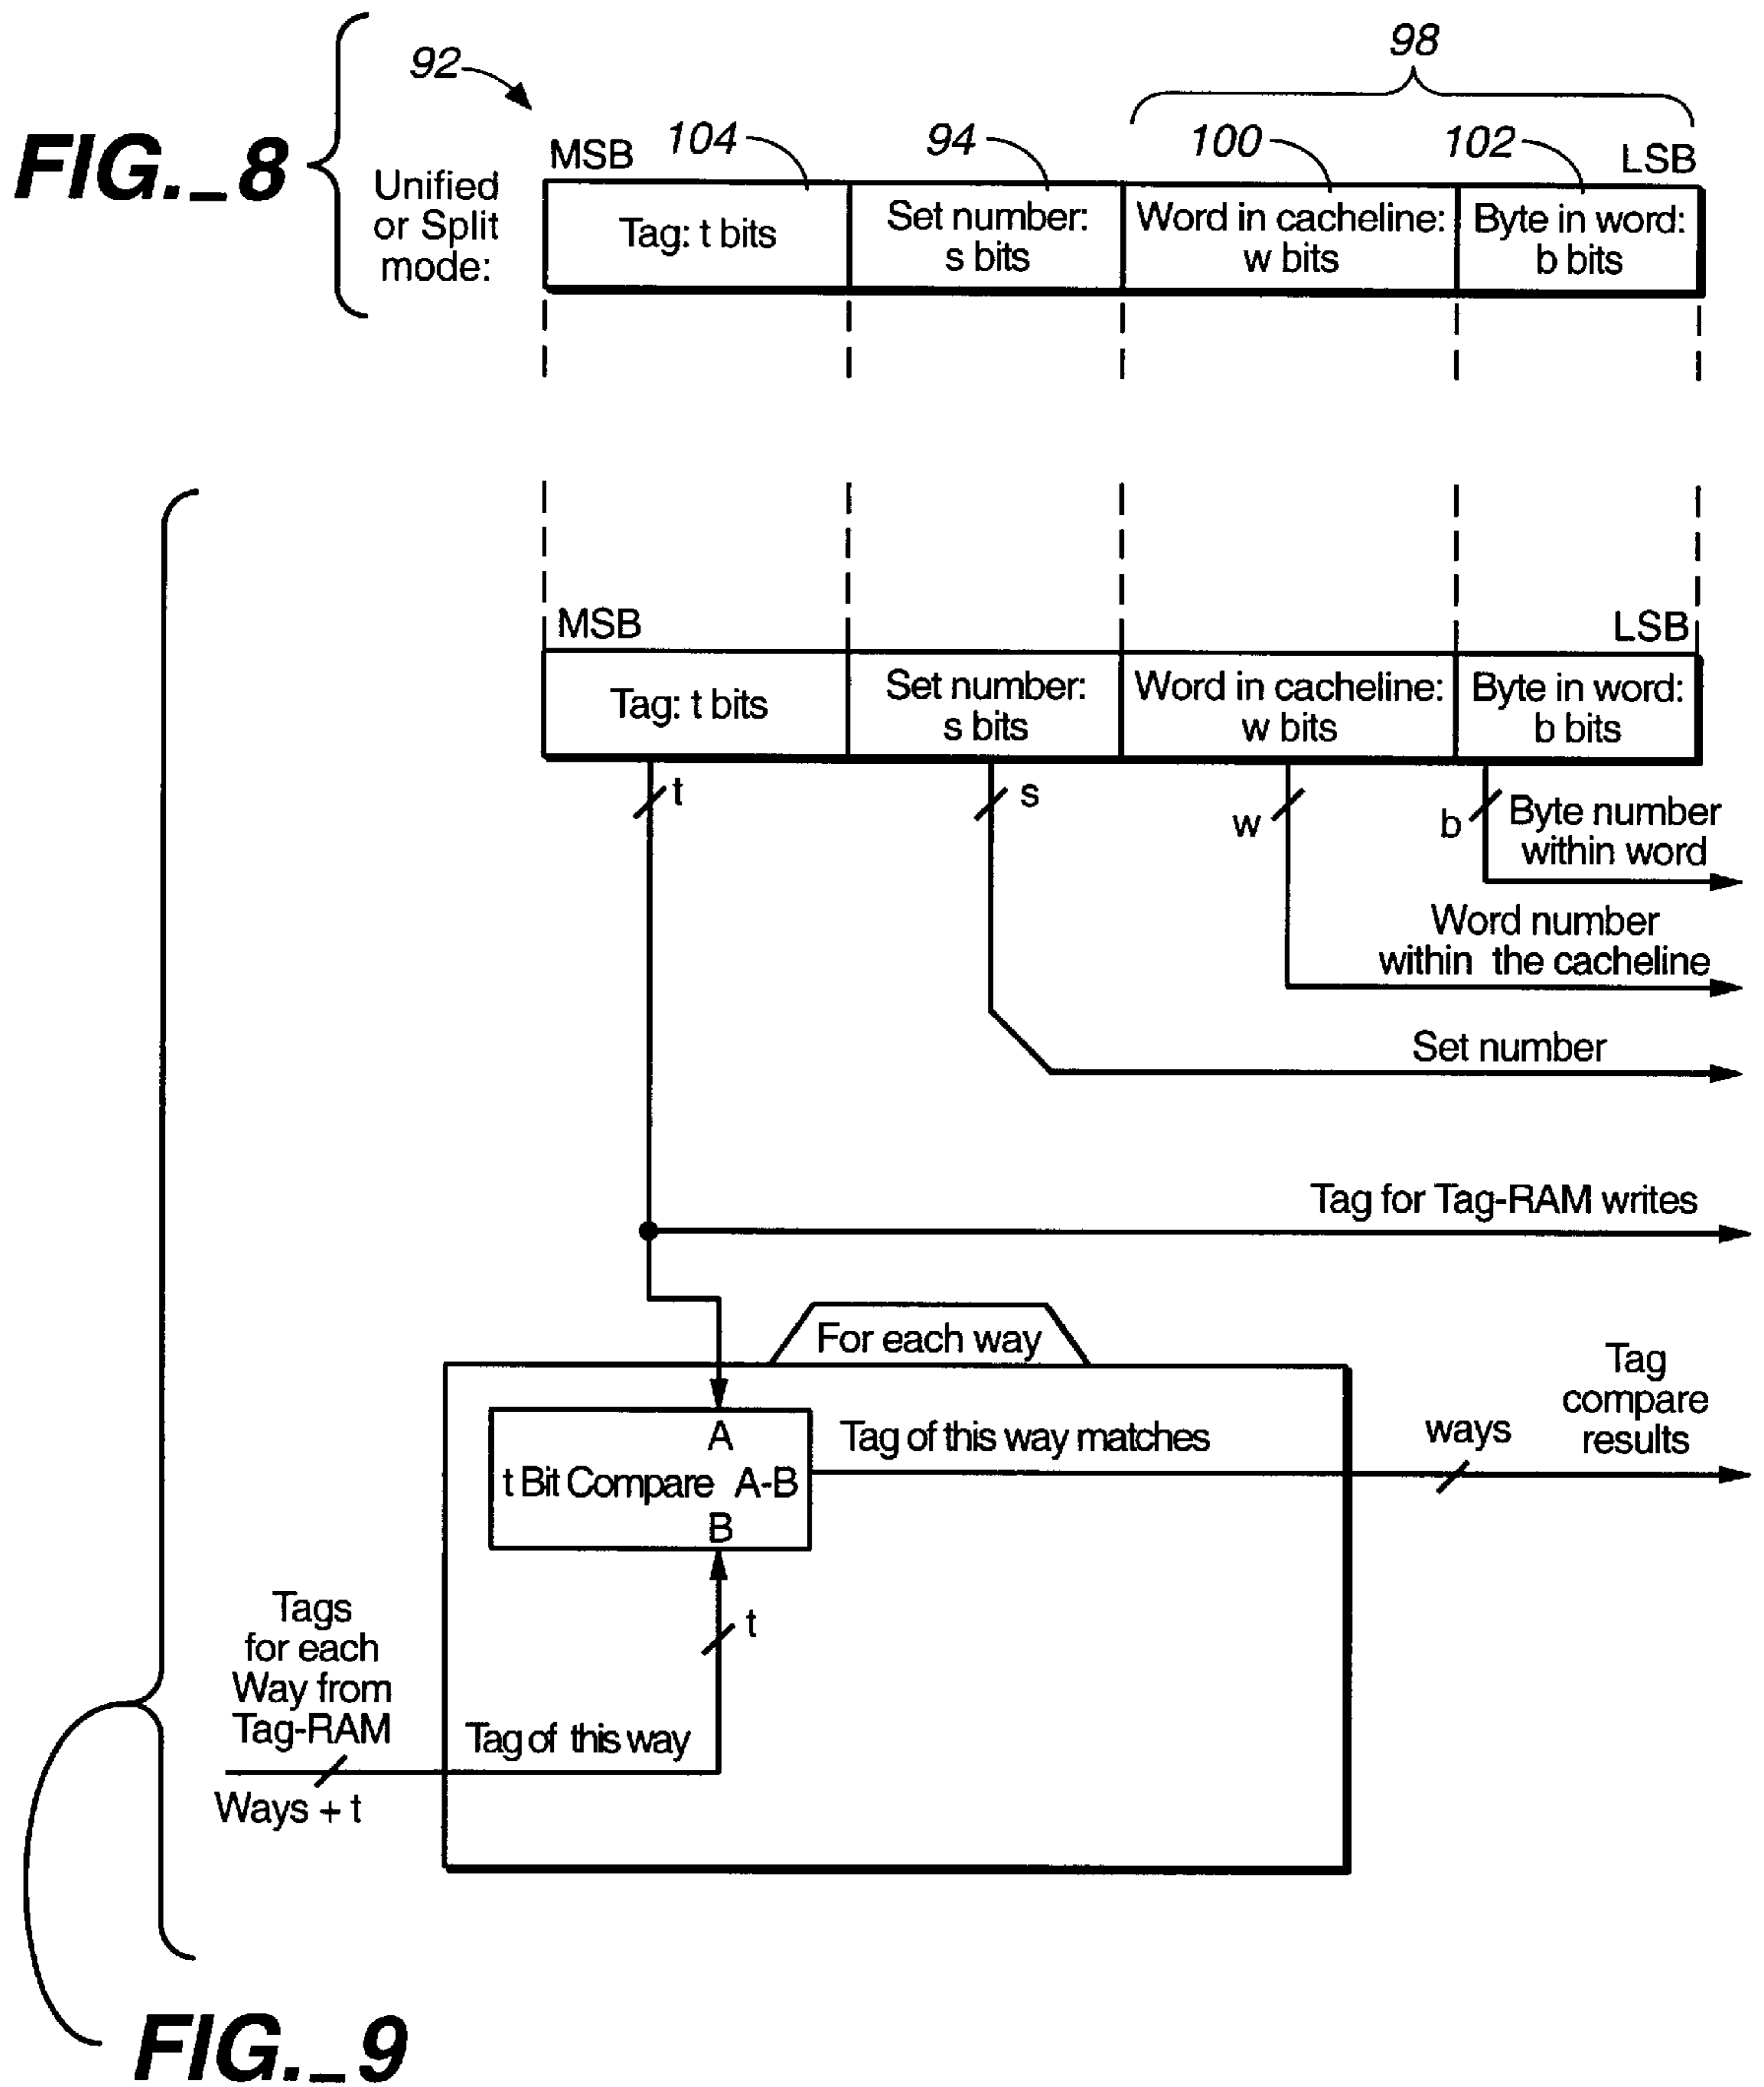 FIG._8
92
98
Unified
or Split
mode:
MSB
104
94
100
102
LSB
Tag: t bits
Set number:
s bits
Word in cacheline:
w bits
Byte in word:
b bits
MSB
LSB
Tag: t bits
Set number:
s bits
Word in cacheline:
w bits
Byte in word:
b bits
t
s
w
b
Byte number
within word
Word number
within the cacheline
Set number
Tag for Tag-RAM writes
For each way
A
t Bit Compare A-B
B
Tag of this way matches
ways
Tag
compare
results
t
Tags
for each
Way from
Tag-RAM
Ways + t
Tag of this way
FIG._9